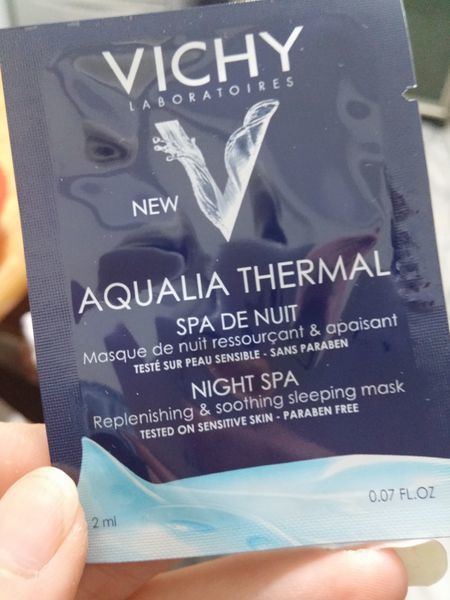 VICHY
LABORATOIRES
NEW
AQUALIA THERMAL
SPA DE NUIT
Masque de nuit ressourçant & apaisant
TESTÉ SUR PEAU SENSIBLE - SANS PARABEN
NIGHT SPA
Replenishing & soothing sleeping mask
TESTED ON SENSITIVE SKIN - PARABEN FREE
2 ml
0.07 FL.OZ